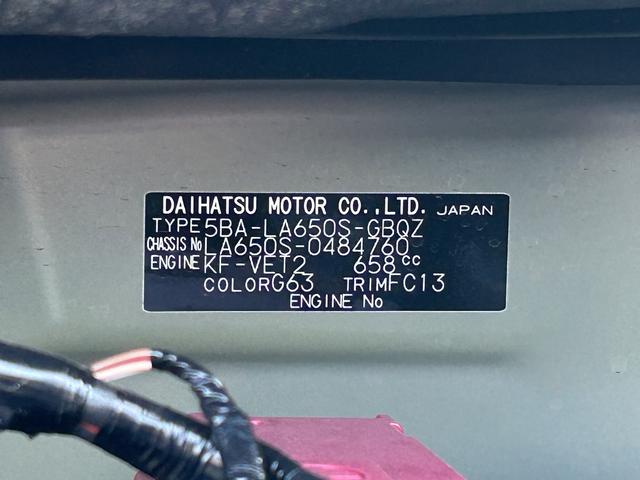 DAIHATSU MOTOR CO.,LTD. JAPAN
TYPE 5BA-LA650S-GBQZ
CHASSIS No LA650S-0484760
ENGINE KF-VET2 658cc
COLOR G63 TRIM FC13
ENGINE No